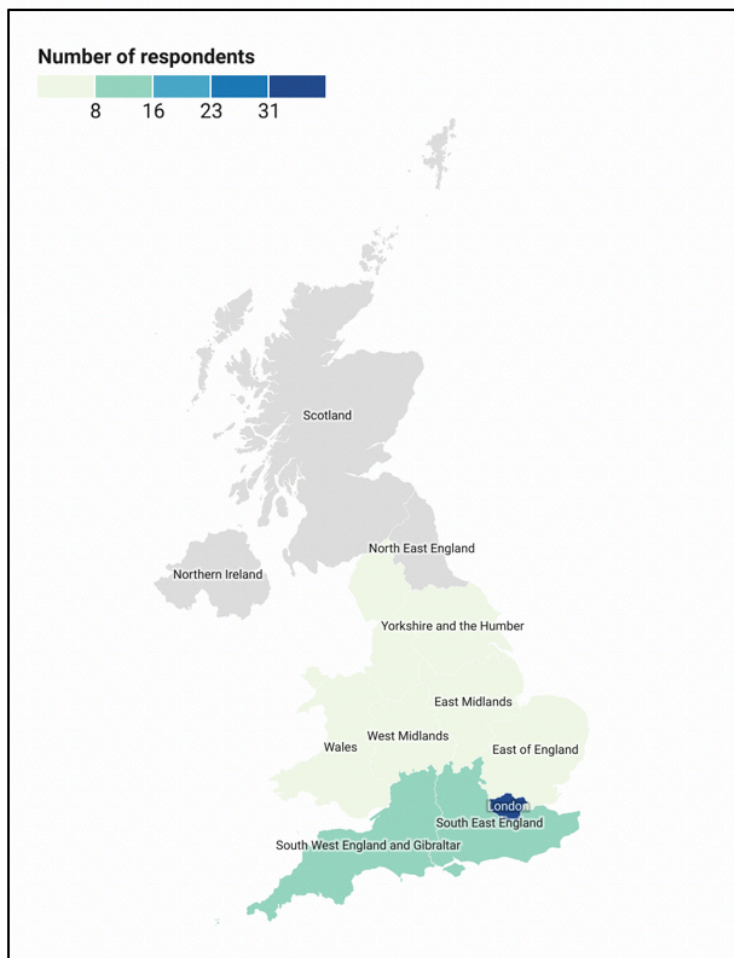 Number of respondents
8 16 23 31
Scotland
North East England
Northern Ireland
Yorkshire and the Humber
East Midlands
West Midlands
Wales
East of England
London
South East England
South West England and Gibraltar